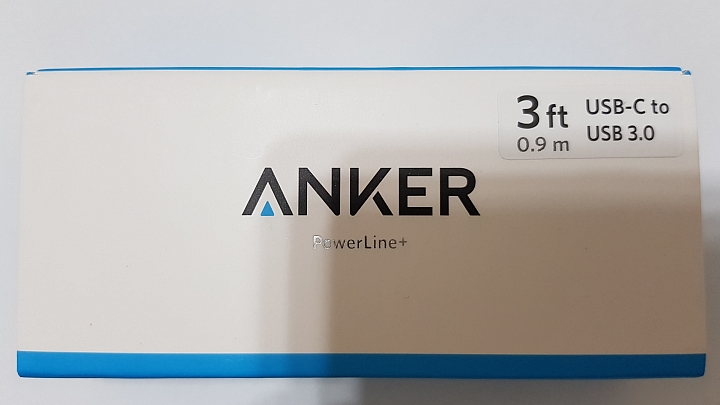 3 ft
0.9 m
USB-C to
USB 3.0
ANKER
PowerLine+